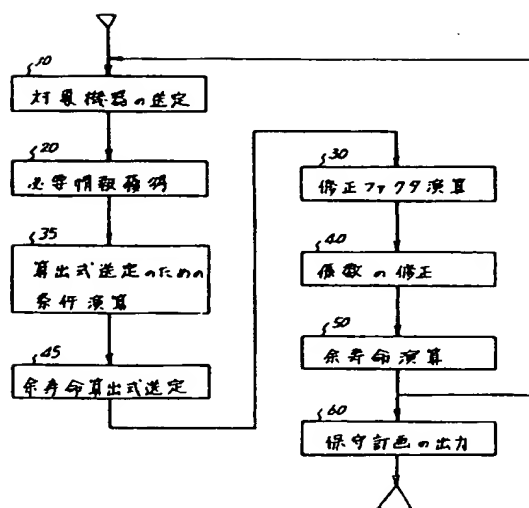 10
対象機器の選定
20
必要情報獲得
35
算出式選定のための
条件演算
45
余寿命算出式選定
30
修正ファクタ演算
40
係数の修正
50
余寿命演算
60
保守計画の出力